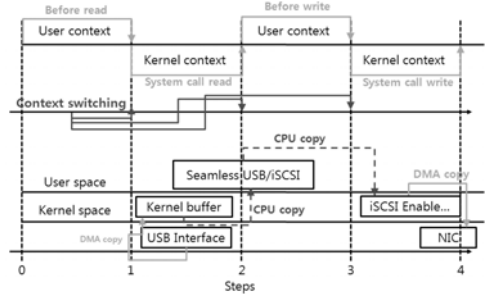 Before read
Before write
User context
User context
Kernel context
Kernel context
System call read
System call write
Context switching
CPU copy
DMA copy
Seamless USB/iSCSI
User space
Kernel buffer
iSCSI Enable...
Kernel space
CPU copy
DMA copy
USB Interface
NIC
0
1
2
3
4
Steps